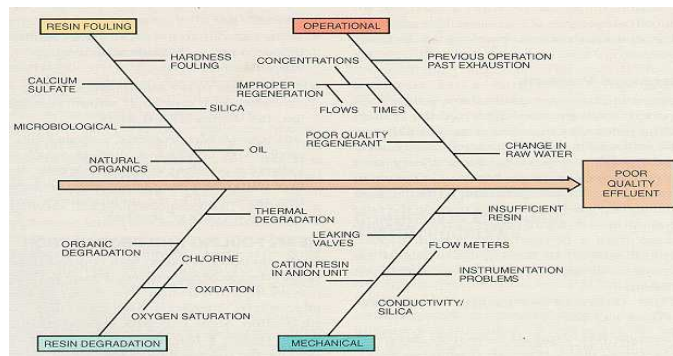 RESIN FOULING
OPERATIONAL
HARDNESS
FOULING
CALCIUM
SULFATE
SILICA
MICROBIOLOGICAL
OIL
NATURAL
ORGANICS
CONCENTRATIONS
PREVIOUS OPERATION
PAST EXHAUSTION
IMPROPER
REGENERATION
FLOWS
TIMES
POOR QUALITY
REGENERANT
CHANGE IN
RAW WATER
POOR
QUALITY
EFFLUENT
THERMAL
DEGRADATION
ORGANIC
DEGRADATION
CHLORINE
OXIDATION
OXYGEN SATURATION
RESIN DEGRADATION
INSUFFICIENT
RESIN
LEAKING
VALVES
FLOW METERS
CATION RESIN
IN ANION UNIT
INSTRUMENTATION
PROBLEMS
CONDUCTIVITY/
SILICA
MECHANICAL